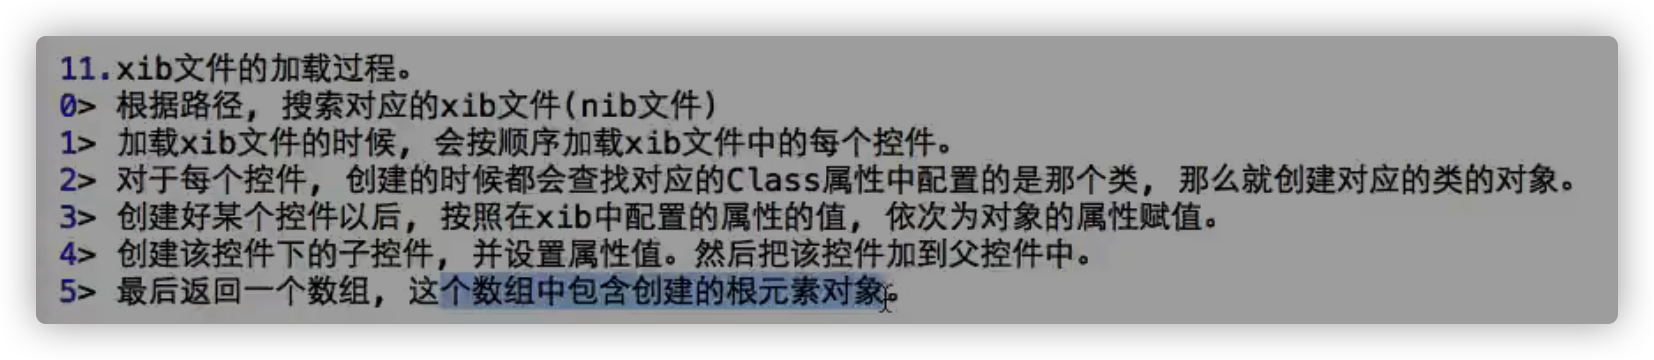 11.xib文件的加载过程。
0> 根据路径, 搜索对应的xib文件(nib文件)
1> 加载xib文件的时候, 会按顺序加载xib文件中的每个控件。
2> 对于每个控件, 创建的时候都会查找对应的Class属性中配置的是那个类, 那么就创建对应的类的对象。
3> 创建好某个控件以后, 按照在xib中配置的属性的值, 依次为对象的属性赋值。
4> 创建该控件下的子控件, 并设置属性值。然后把该控件加到父控件中。
5> 最后返回一个数组, 这个数组中包含创建的根元素对象。